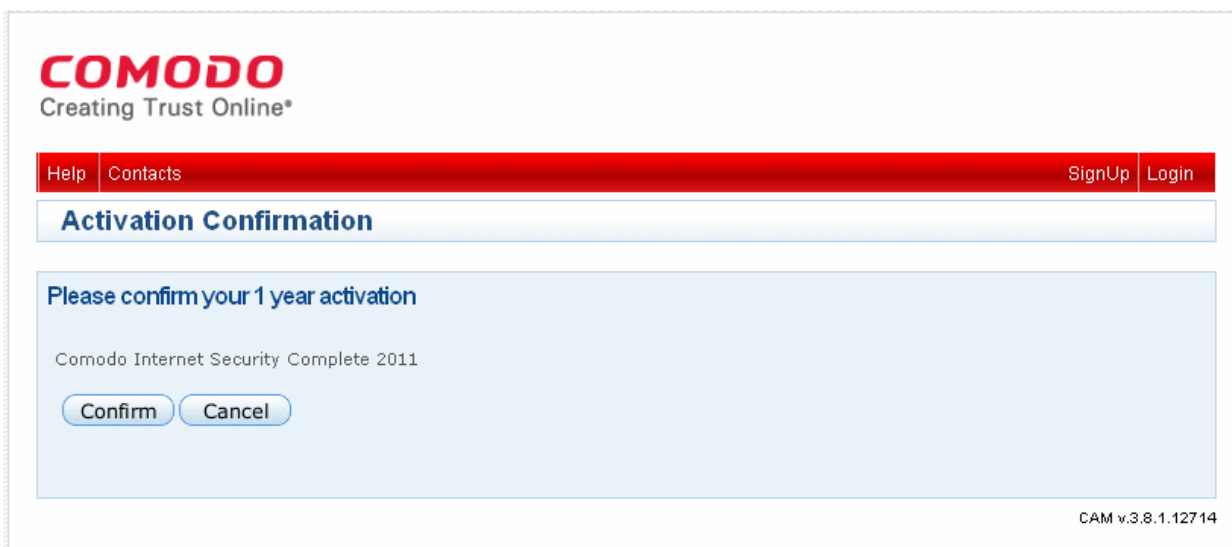 COMODO
Creating Trust Online®
Help Contacts SignUp Login
Activation Confirmation
Please confirm your 1 year activation
Comodo Internet Security Complete 2011
Confirm Cancel
CAM v.3.8.1.12714